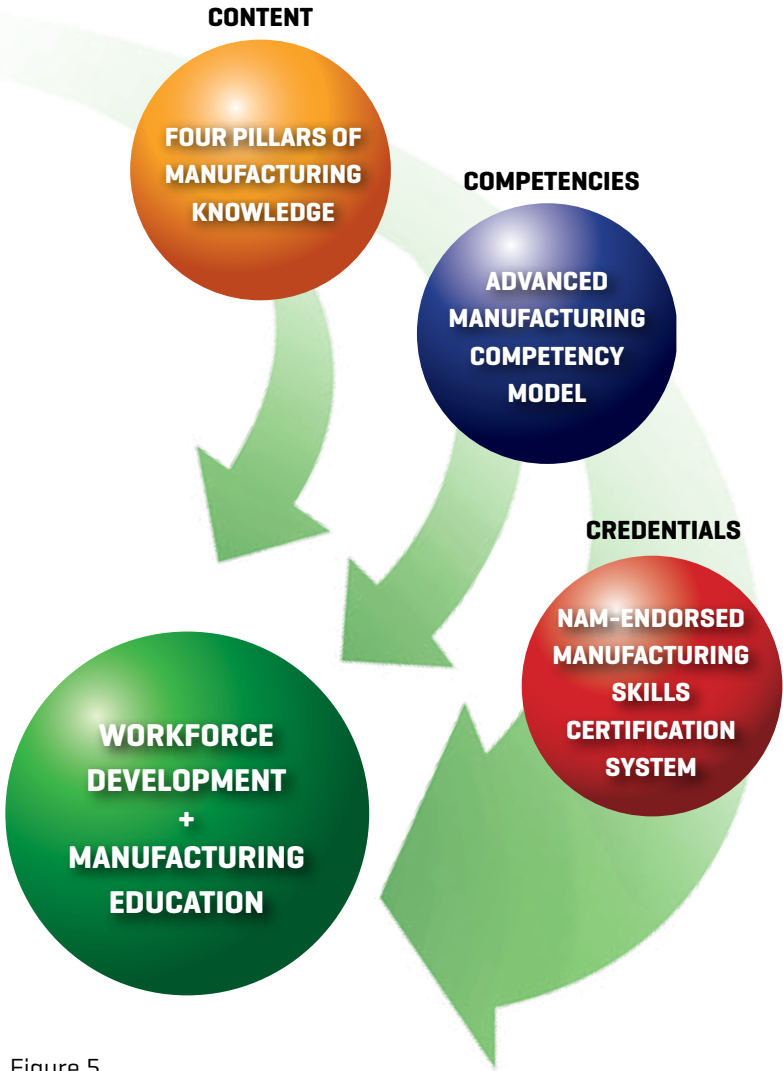 CONTENT
FOUR PILLARS OF
MANUFACTURING
KNOWLEDGE
COMPETENCIES
ADVANCED
MANUFACTURING
COMPETENCY
MODEL
CREDENTIALS
NAM-ENDORSED
MANUFACTURING
SKILLS
CERTIFICATION
SYSTEM
WORKFORCE
DEVELOPMENT
+
MANUFACTURING
EDUCATION
Figure 5